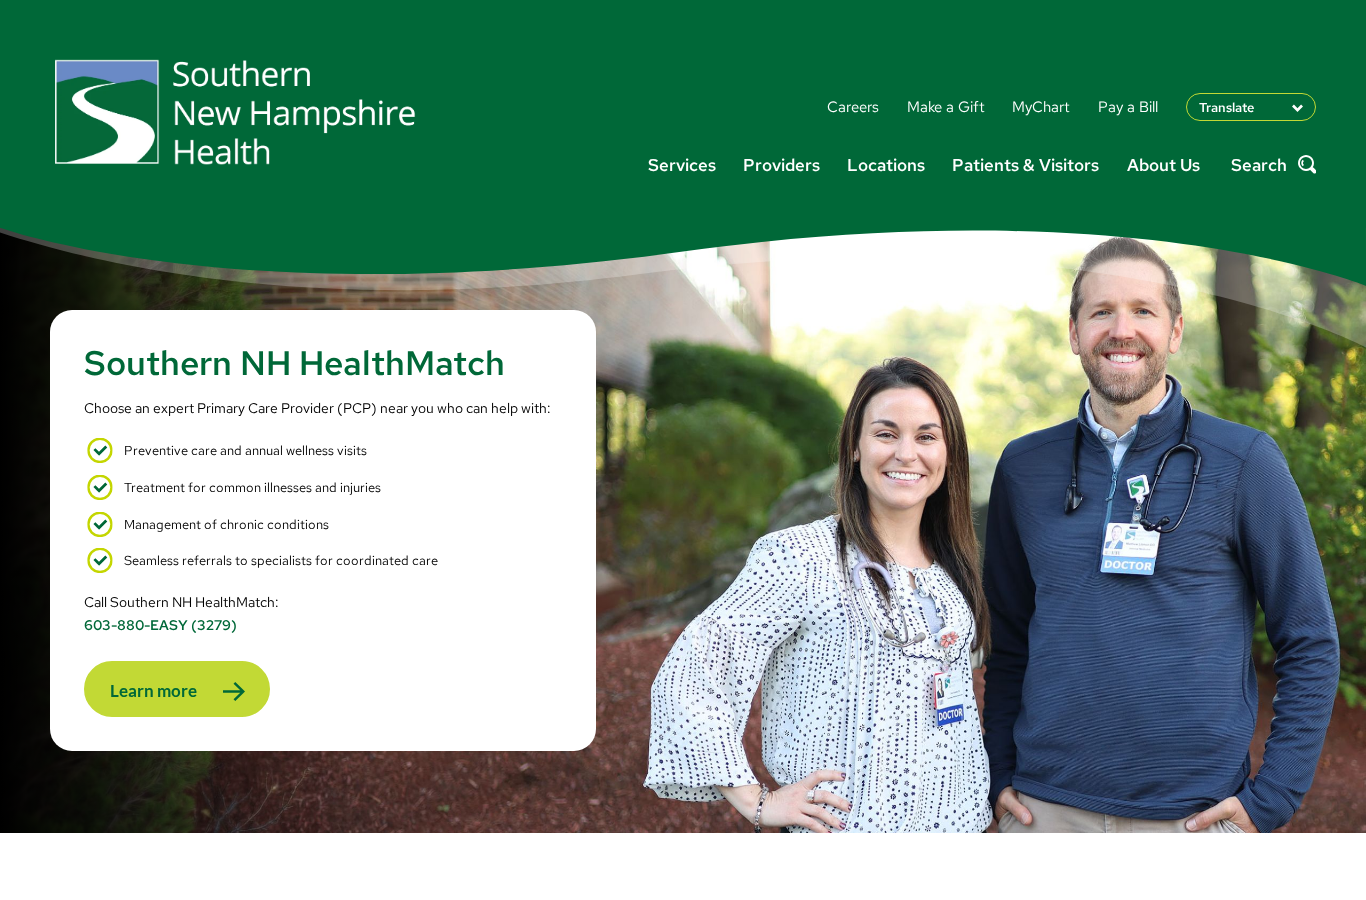 Southern
New Hampshire
Health
Careers Make a Gift MyChart Pay a Bill Translate
Services Providers Locations Patients & Visitors About Us Search
Southern NH HealthMatch
Choose an expert Primary Care Provider (PCP) near you who can help with:
Preventive care and annual wellness visits
Treatment for common illnesses and injuries
Management of chronic conditions
Seamless referrals to specialists for coordinated care
Call Southern NH HealthMatch:
603-880-EASY (3279)
Learn more
DOCTOR
DOCTOR